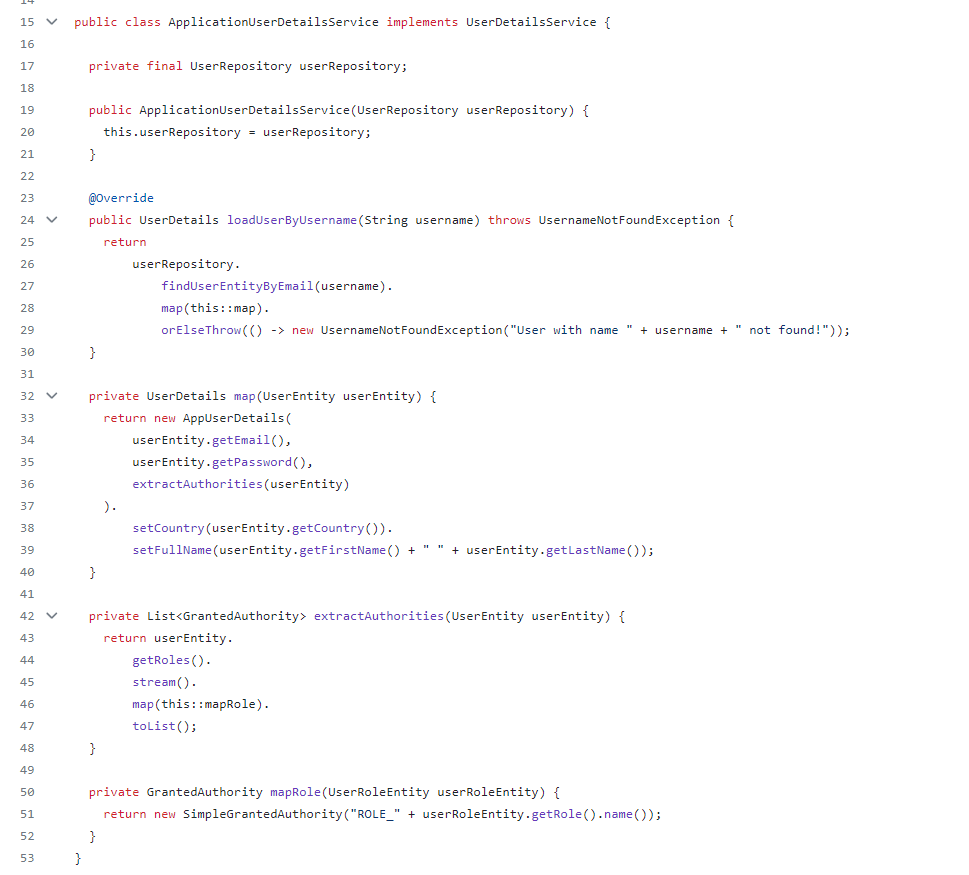 14
15 public class ApplicationUserDetailsService implements UserDetailsService {
16
17 private final UserRepository userRepository;
18
19 public ApplicationUserDetailsService(UserRepository userRepository) {
20 this.userRepository = userRepository;
21 }
22
23 @Override
24 public UserDetails loadUserByUsername(String username) throws UsernameNotFoundException {
25 return
26 userRepository.
27 findUserEntityByEmail(username).
28 map(this::map).
29 orElseThrow(() -> new UsernameNotFoundException("User with name " + username + " not found!"));
30 }
31
32 private UserDetails map(UserEntity userEntity) {
33 return new AppUserDetails(
34 userEntity.getEmail(),
35 userEntity.getPassword(),
36 extractAuthorities(userEntity)
37 ).
38 setCountry(userEntity.getCountry()).
39 setFullName(userEntity.getFirstName() + " " + userEntity.getLastName());
40 }
41
42 private List<GrantedAuthority> extractAuthorities(UserEntity userEntity) {
43 return userEntity.
44 getRoles().
45 stream().
46 map(this::mapRole).
47 toList();
48 }
49
50 private GrantedAuthority mapRole(UserRoleEntity userRoleEntity) {
51 return new SimpleGrantedAuthority("ROLE_" + userRoleEntity.getRole().name());
52 }
53 }